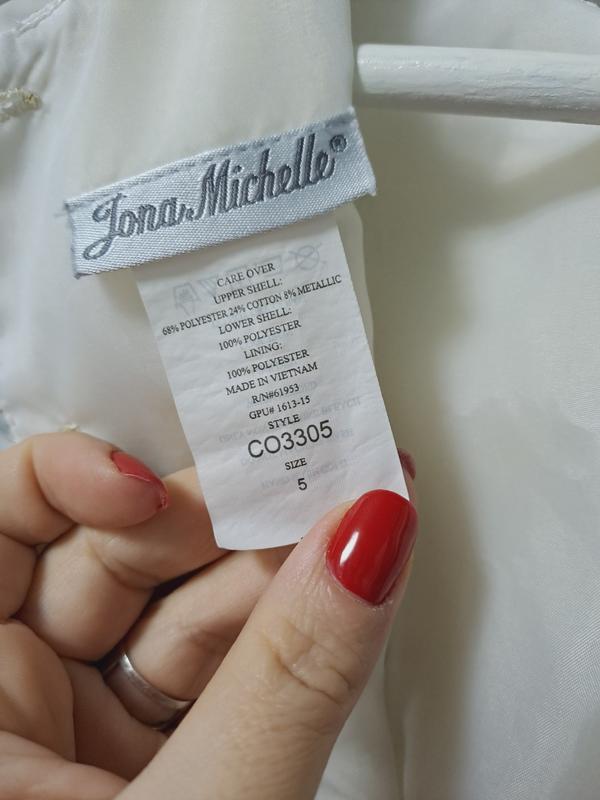 Jona Michelle®
CARE OVER
UPPER SHELL:
68% POLYESTER 24% COTTON 8% METALLIC
LOWER SHELL:
100% POLYESTER
LINING:
100% POLYESTER
MADE IN VIETNAM
R/N#61953
GPU# 1613-15
STYLE
CO3305
SIZE
5